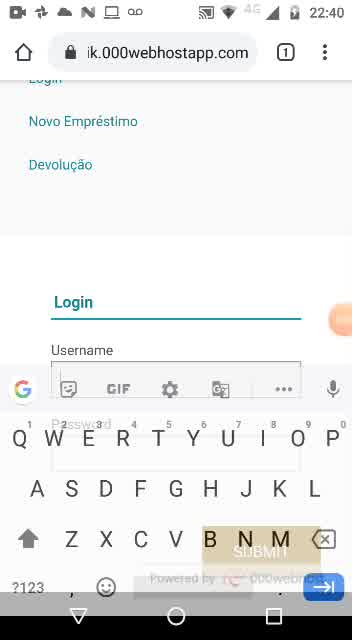 4G 22:40
ik.000webhostapp.com 1
Login
Novo Empréstimo
Devolução
Login
Username
G GIF
Password
1 2 3 4 5 6 7 8 9 0
Q W E R T Y U I O P
A S D F G H J K L
Z X C V B N M
SUBMIT
Powered by 000webhost
?123 , .